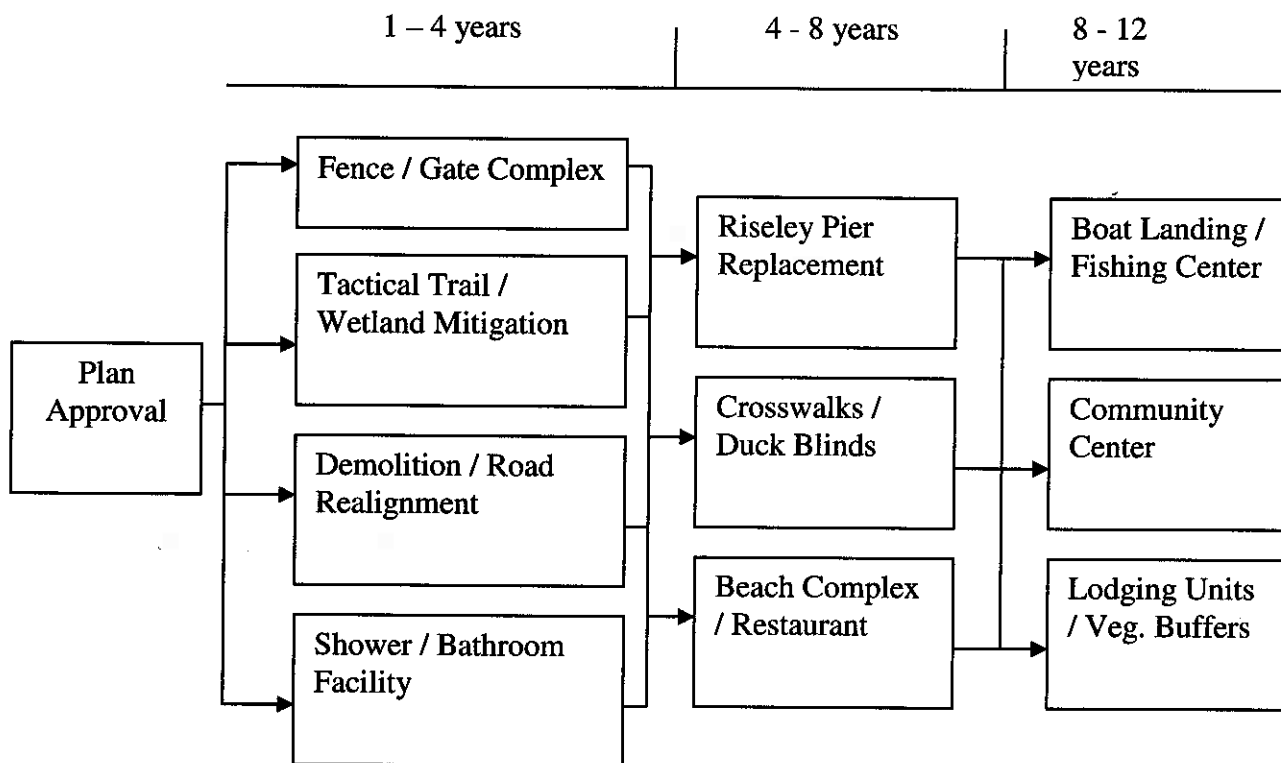 1 – 4 years
4 - 8 years
8 - 12
years
Plan
Approval
Fence / Gate Complex
Tactical Trail /
Wetland Mitigation
Demolition / Road
Realignment
Shower / Bathroom
Facility
Riseley Pier
Replacement
Crosswalks /
Duck Blinds
Beach Complex
/ Restaurant
Boat Landing /
Fishing Center
Community
Center
Lodging Units
/ Veg. Buffers